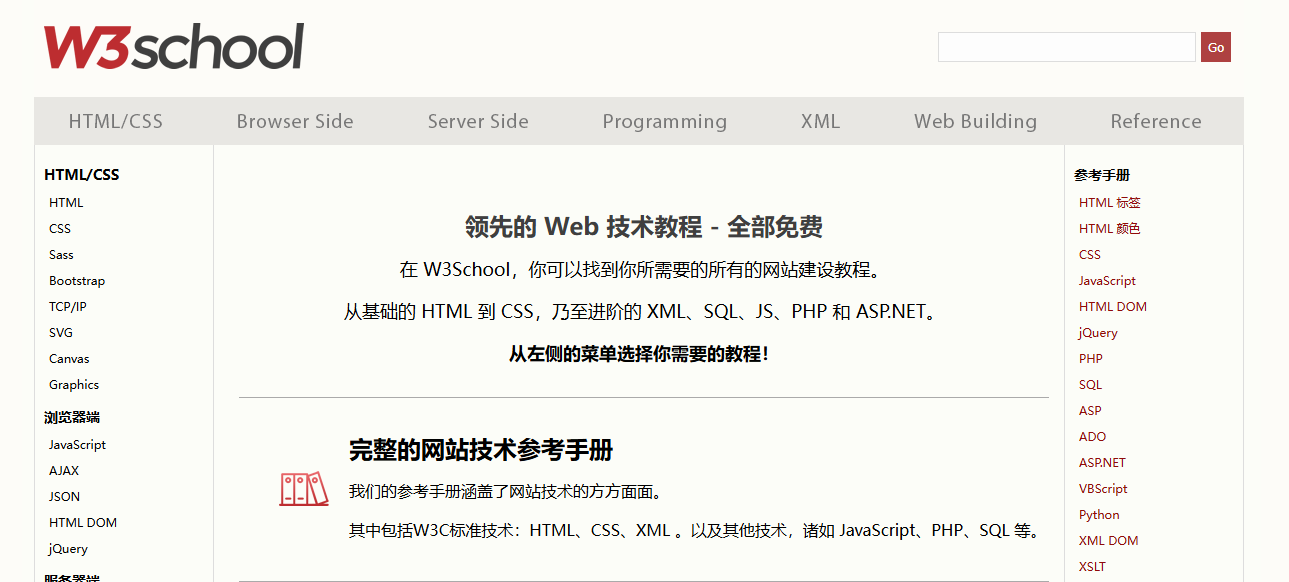 W3school
Go
HTML/CSS Browser Side Server Side Programming XML Web Building Reference
HTML/CSS
HTML
CSS
Sass
Bootstrap
TCP/IP
SVG
Canvas
Graphics
浏览器端
JavaScript
AJAX
JSON
HTML DOM
jQuery
服务器端
领先的 Web 技术教程 - 全部免费
在 W3School，你可以找到你所需要的所有的网站建设教程。
从基础的 HTML 到 CSS，乃至进阶的 XML、SQL、JS、PHP 和 ASP.NET。
从左侧的菜单选择你需要的教程！
完整的网站技术参考手册
我们的参考手册涵盖了网站技术的方方面面。
其中包括W3C标准技术：HTML、CSS、XML 。以及其他技术，诸如 JavaScript、PHP、SQL 等。
参考手册
HTML 标签
HTML 颜色
CSS
JavaScript
HTML DOM
jQuery
PHP
SQL
ASP
ADO
ASP.NET
VBScript
Python
XML DOM
XSLT